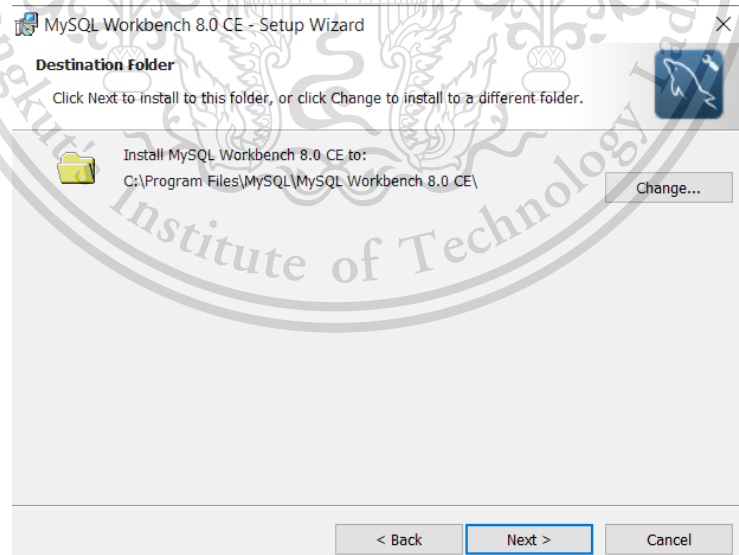 MySQL Workbench 8.0 CE - Setup Wizard
Destination Folder
Click Next to install to this folder, or click Change to install to a different folder.
Install MySQL Workbench 8.0 CE to:
C:\Program Files\MySQL\MySQL Workbench 8.0 CE\
Change...
Institute of Technology
< Back
Next >
Cancel